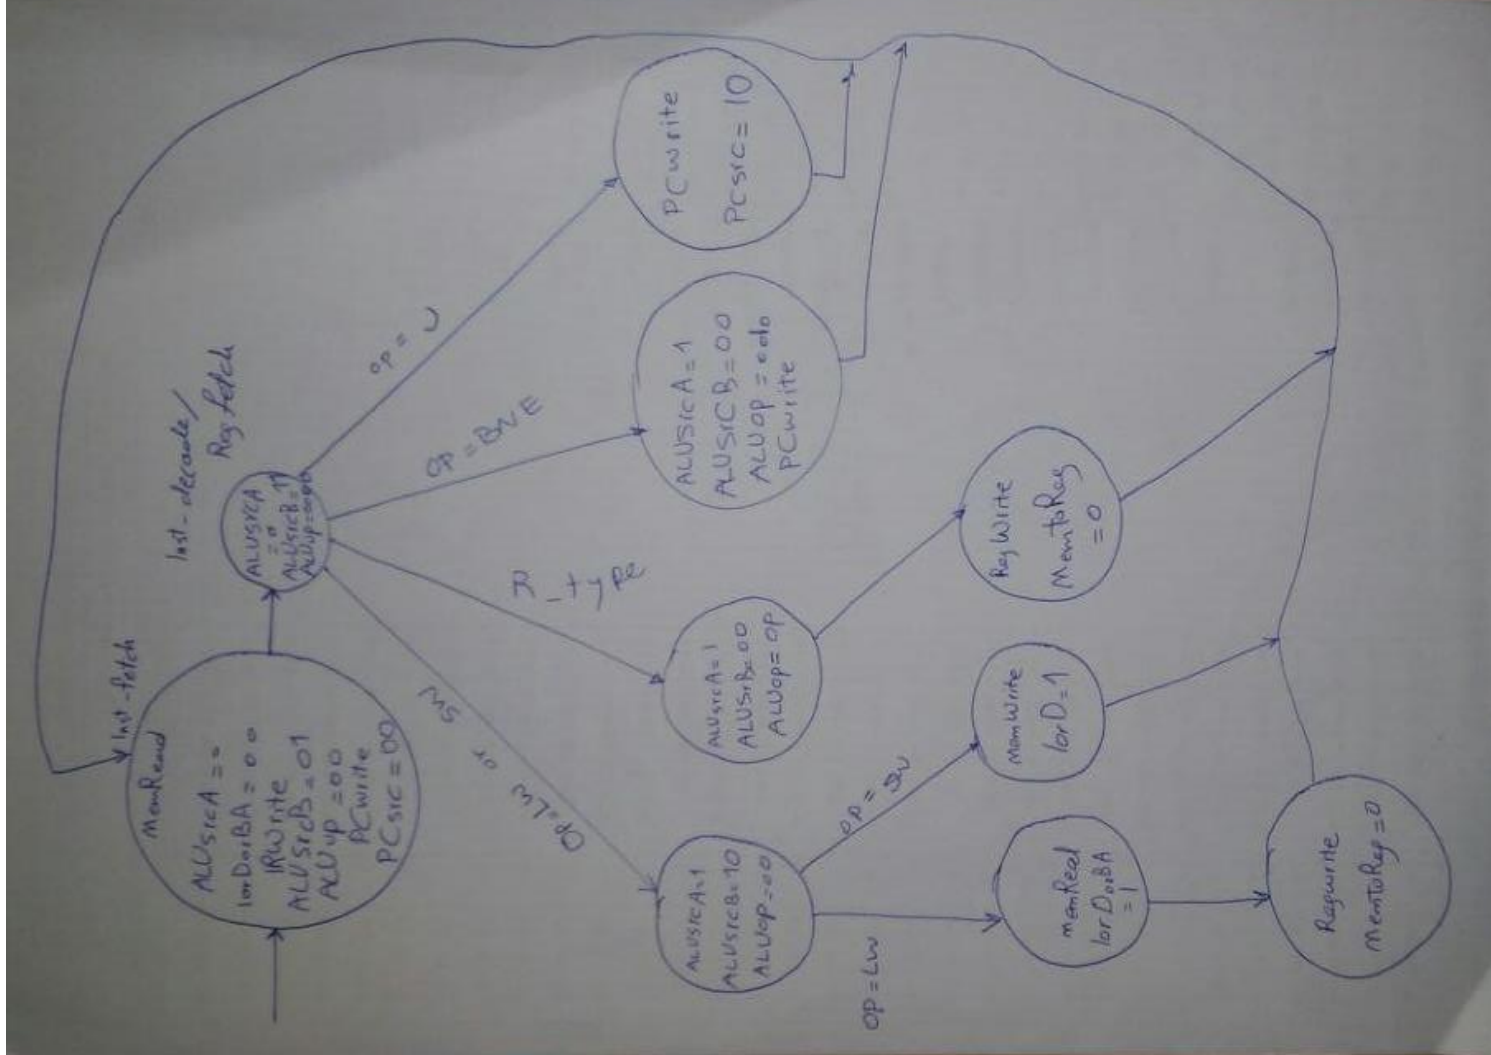 Inst-fetch
MemRead
ALUsrcA = 0
IorDorBA = 00
IRWrite
ALUSrcB = 01
ALUop = 00
PCwrite
PCsrc = 00
Inst-decode/
Reg fetch
ALUsrcA
= 0
ALUsrcB = 11
op = J
PCwrite
PCsrc = 10
op = BNE
ALUSrcA = 1
ALUSrcB = 00
PCwrite
R_type
ALUsrcA = 1
ALUSrB = 00
ALUop = OP
RegWrite
MemtoReg
= 0
Op = LW or SW
ALUsrcA = 1
ALUsrcB = 10
ALUop = 00
op = SW
MemWrite
IorD = 1
OP = LW
MemRead
IorDorBA
= 1
Regwrite
MemtoReg = 0